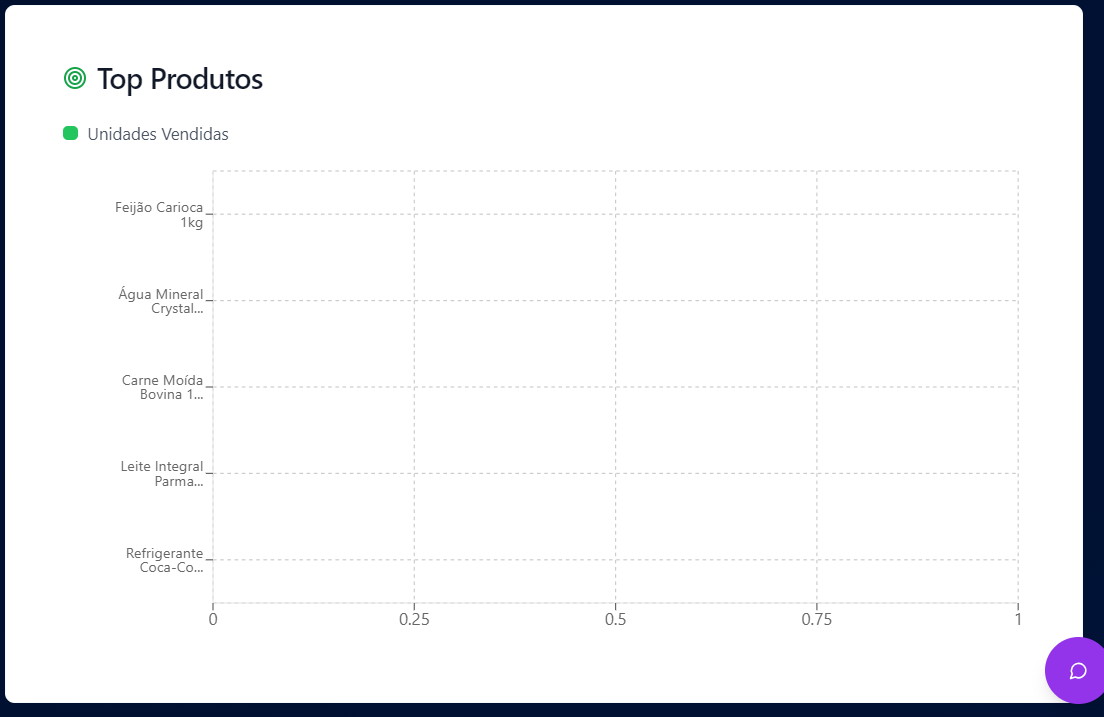 Top Produtos
Unidades Vendidas
Feijão Carioca
1kg
Água Mineral
Crystal...
Carne Moída
Bovina 1...
Leite Integral
Parma...
Refrigerante
Coca-Co...
0 0.25 0.5 0.75 1